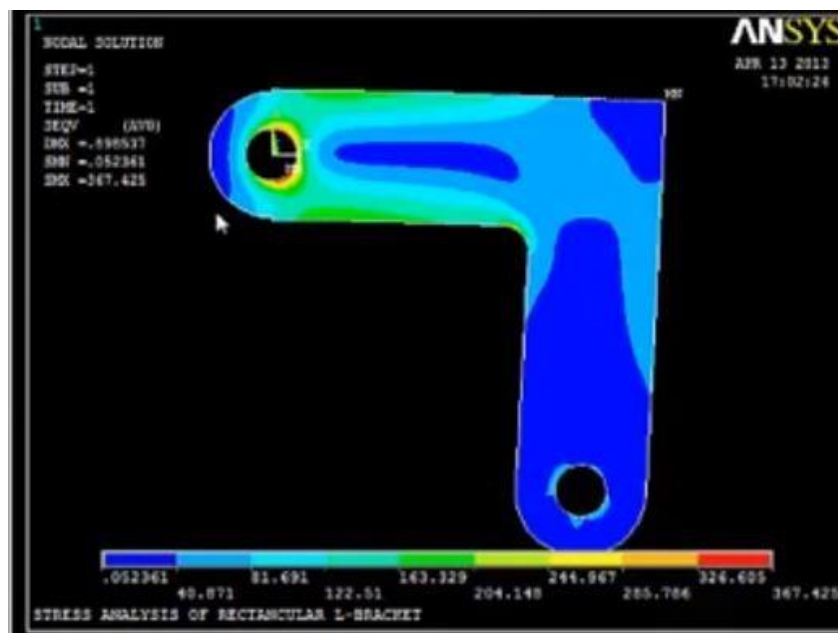 1
NODAL SOLUTION
STEP=1
SUB =1
TIME=1
SEQV (AVG)
DMX =.898537
SMN =.052361
SMX =367.425
ANSYS
APR 13 2013
17:02:24
MN
.052361 81.691 163.329 244.967 326.605
40.871 122.51 204.148 285.786 367.425
STRESS ANALYSIS OF RECTANGULAR L-BRACKET